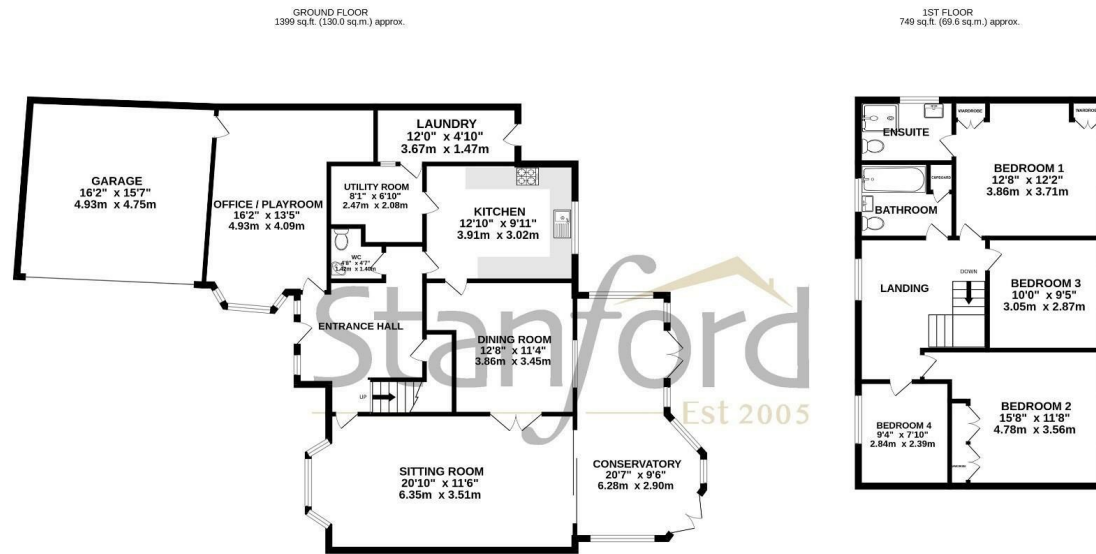 GROUND FLOOR
1399 sq.ft. (130.0 sq.m.) approx.
1ST FLOOR
749 sq.ft. (69.6 sq.m.) approx.
GARAGE
16'2" x 15'7"
4.93m x 4.75m
OFFICE / PLAYROOM
16'2" x 13'5"
4.93m x 4.09m
LAUNDRY
12'0" x 4'10"
3.67m x 1.47m
UTILITY ROOM
8'1" x 6'10"
2.47m x 2.08m
KITCHEN
12'10" x 9'11"
3.91m x 3.02m
WC
4'8" x 4'7"
ENTRANCE HALL
DINING ROOM
12'8" x 11'4"
3.86m x 3.45m
UP
SITTING ROOM
20'10" x 11'6"
6.35m x 3.51m
CONSERVATORY
20'7" x 9'6"
6.28m x 2.90m
Stanford
Est 2005
ENSUITE
WARDROBE
WARDROBE
BEDROOM 1
12'8" x 12'2"
3.86m x 3.71m
CUPBOARD
BATHROOM
LANDING
DOWN
BEDROOM 3
10'0" x 9'5"
3.05m x 2.87m
BEDROOM 2
15'8" x 11'8"
4.78m x 3.56m
BEDROOM 4
9'4" x 7'10"
2.84m x 2.39m